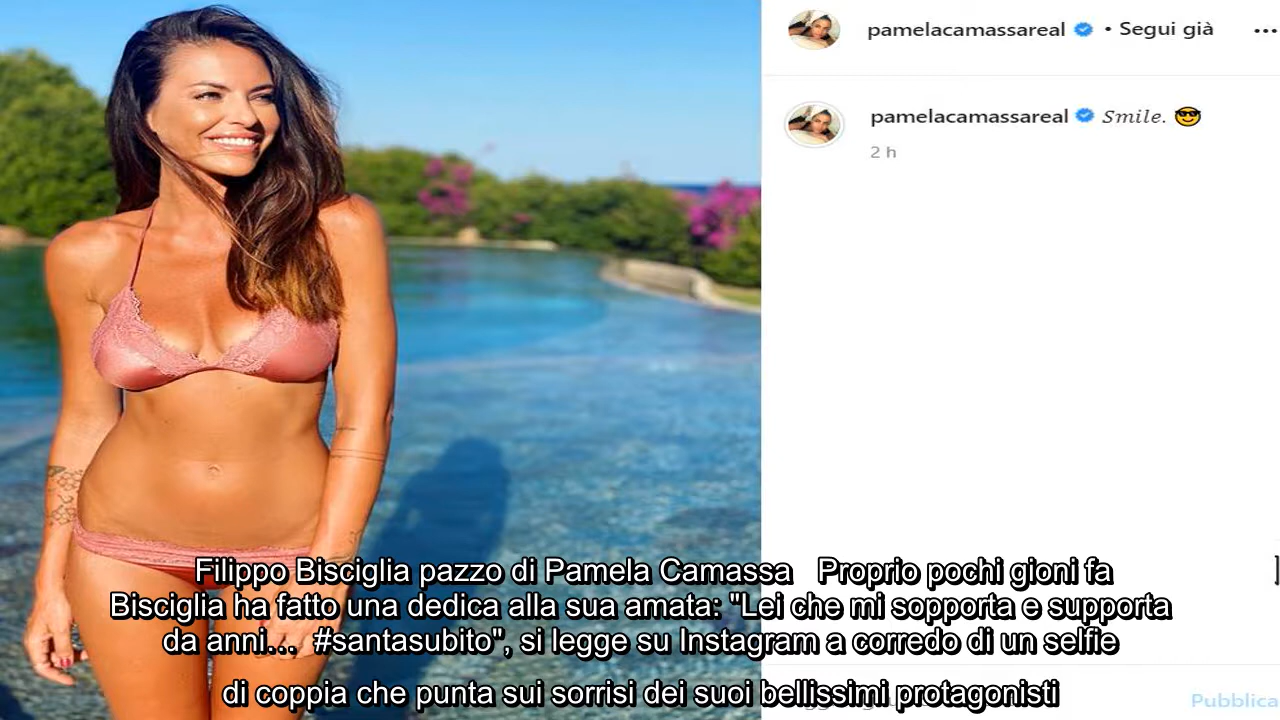 pamelacamassareal • Segui già
pamelacamassareal Smile.
2 h
Filippo Bisciglia pazzo di Pamela Camassa Proprio pochi gioni fa
Bisciglia ha fatto una dedica alla sua amata: "Lei che mi sopporta e supporta
da anni… #santasubito", si legge su Instagram a corredo di un selfie
di coppia che punta sui sorrisi dei suoi bellissimi protagonisti
Pubblica